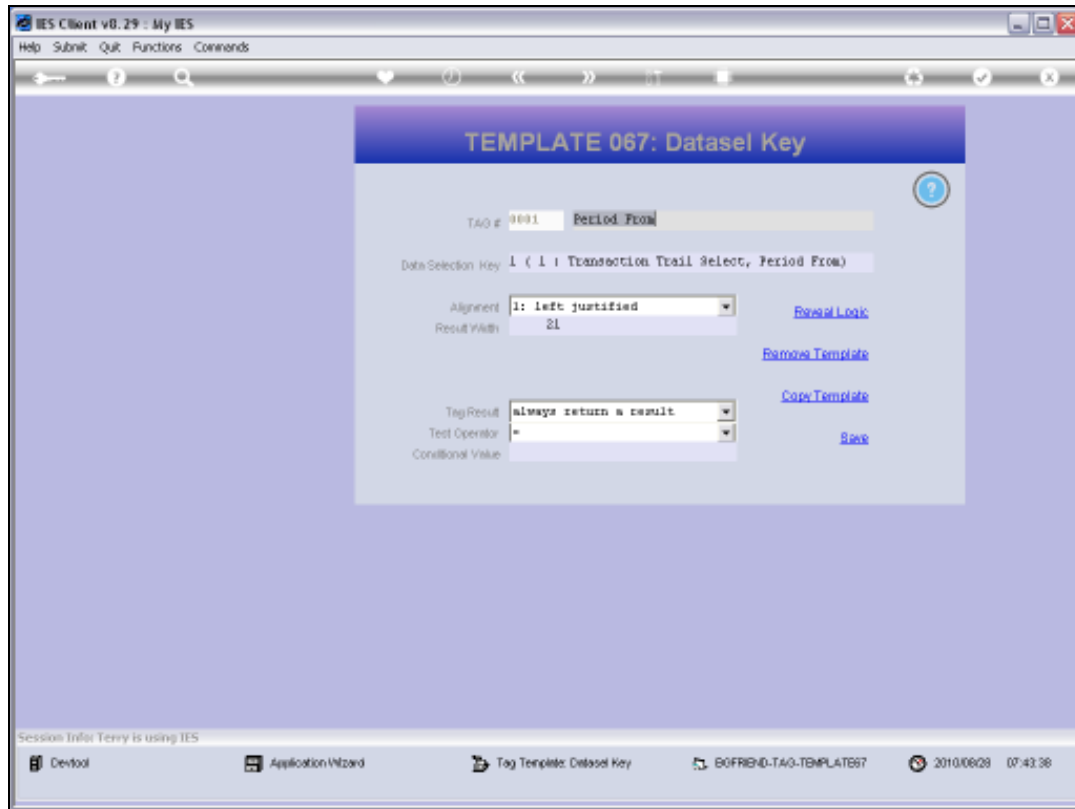 IES Client v8.29 : My IES
Help Submit Quit Functions Commands
TEMPLATE 067: Datasel Key
TAG # 0001 Period From
Data Selection Key 1 ( 1 : Transaction Trail Select, Period From)
Alignment 1: left justified
Reveal Logic
Result Width 21
Remove Template
Copy Template
Tag Result always return a result
Test Operator =
Save
Conditional Value
Session Info: Terry is using IES
Devtool Application Wizard Tag Template: Datasel Key BGFRIEND-TAG-TEMPLATE67 2010/08/28 07:43:38